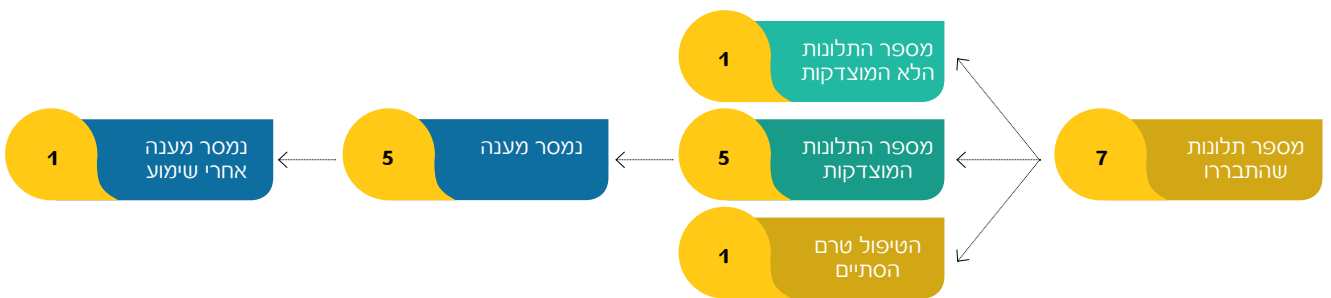 מספר תלונות
שהתבררו
7
מספר התלונות
הלא המוצדקות
1
מספר התלונות
המוצדקות
5
הטיפול טרם
הסתיים
1
נמסר מענה
5
נמסר מענה
אחרי שימוע
1